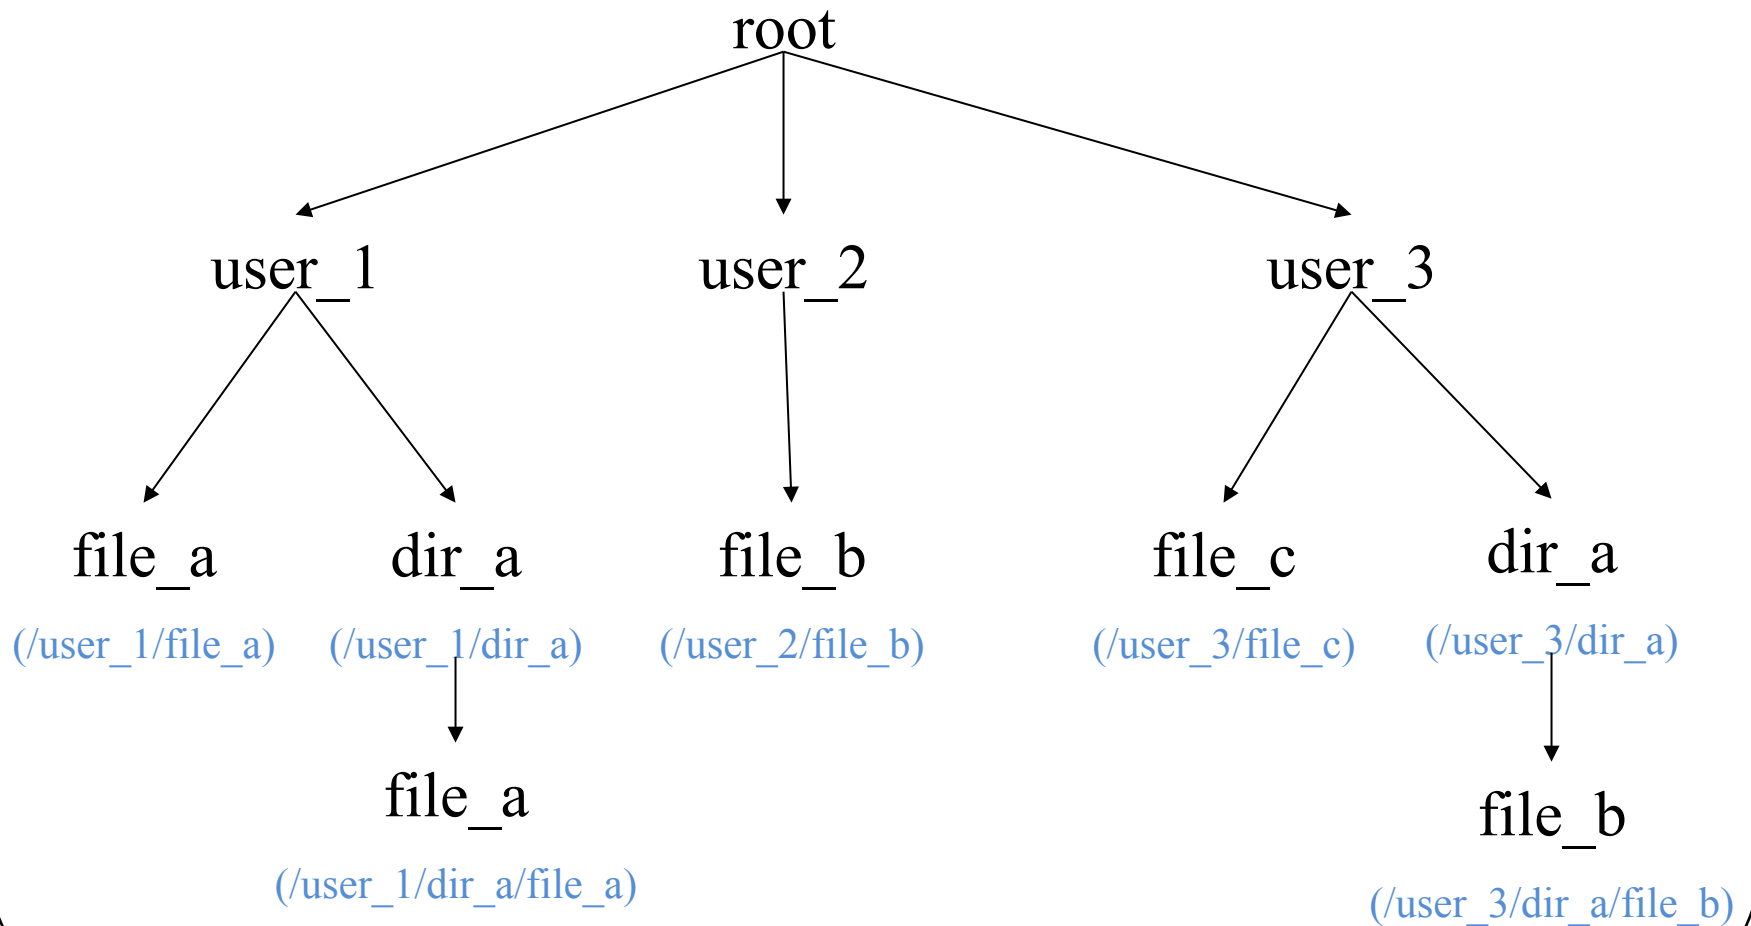 root
user_1
user_2
user_3
file_a
dir_a
file_b
file_c
dir_a
(/user_1/file_a)
(/user_1/dir_a)
(/user_2/file_b)
(/user_3/file_c)
(/user_3/dir_a)
file_a
file_b
(/user_1/dir_a/file_a)
(/user_3/dir_a/file_b)